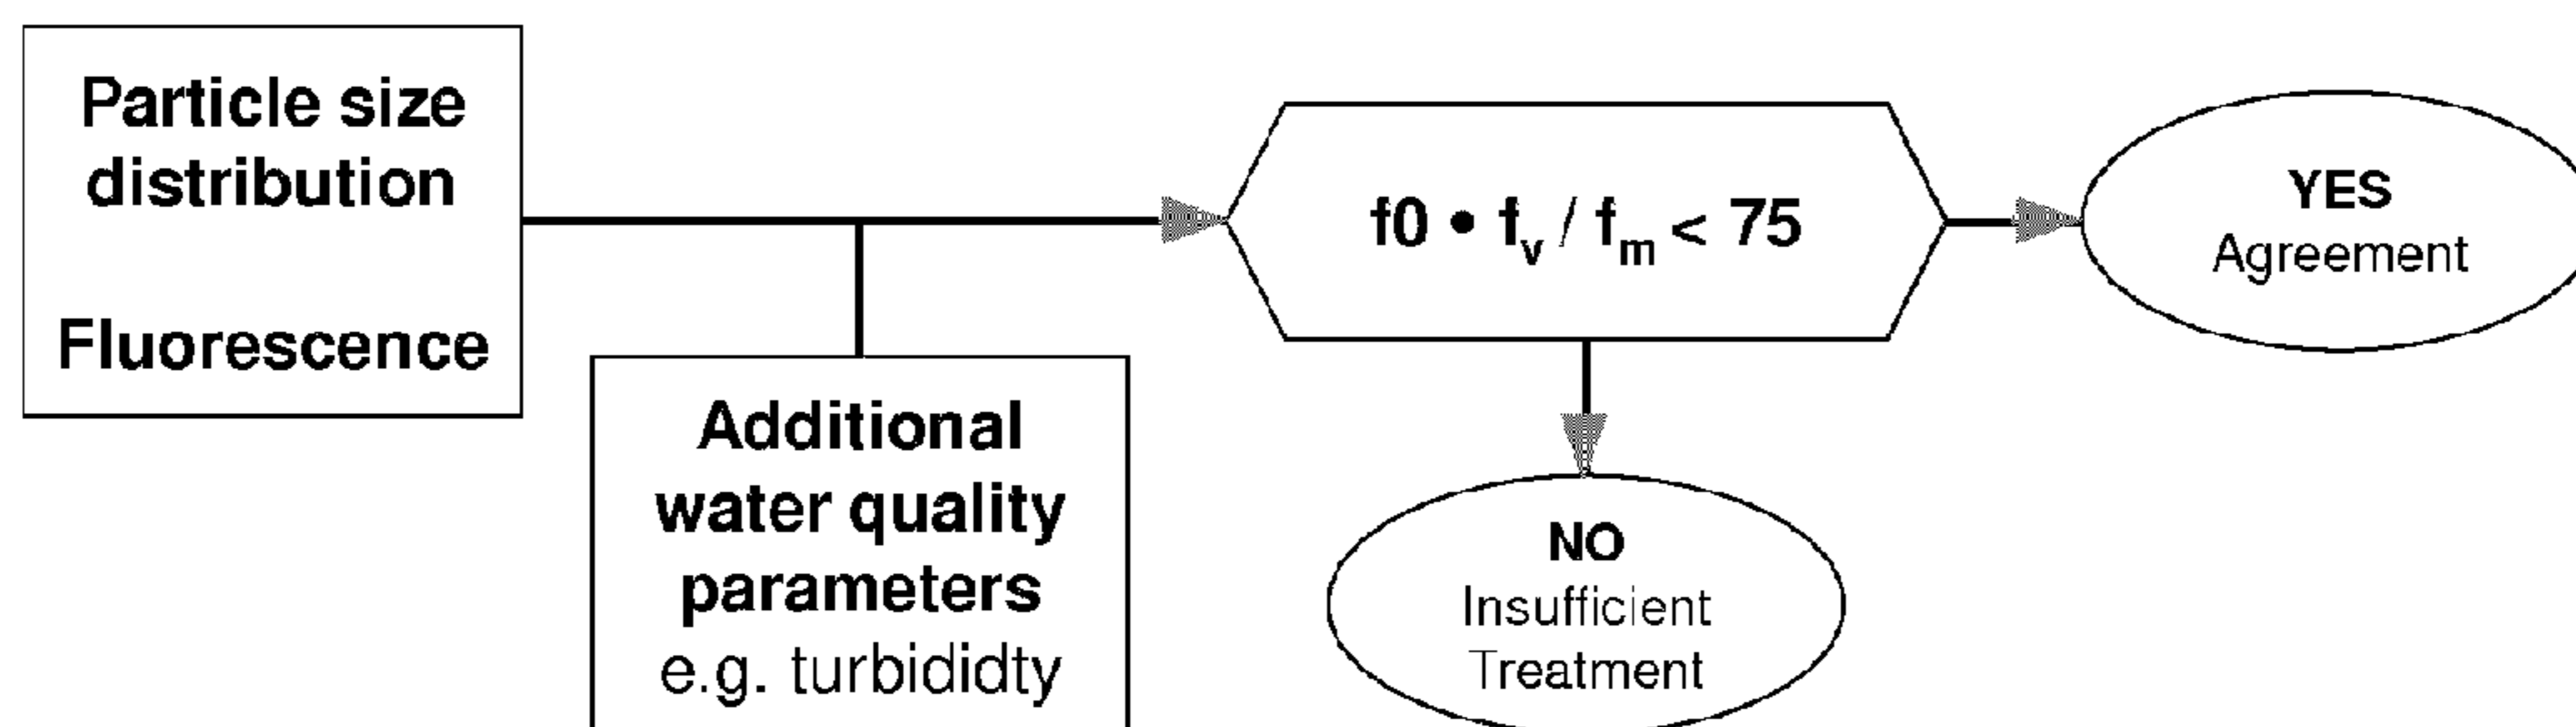 Particle size
distribution
Fluorescence
Additional
water quality
parameters
e.g. turbididty
f0 • fv / fm < 75
YES
Agreement
NO
Insufficient
Treatment